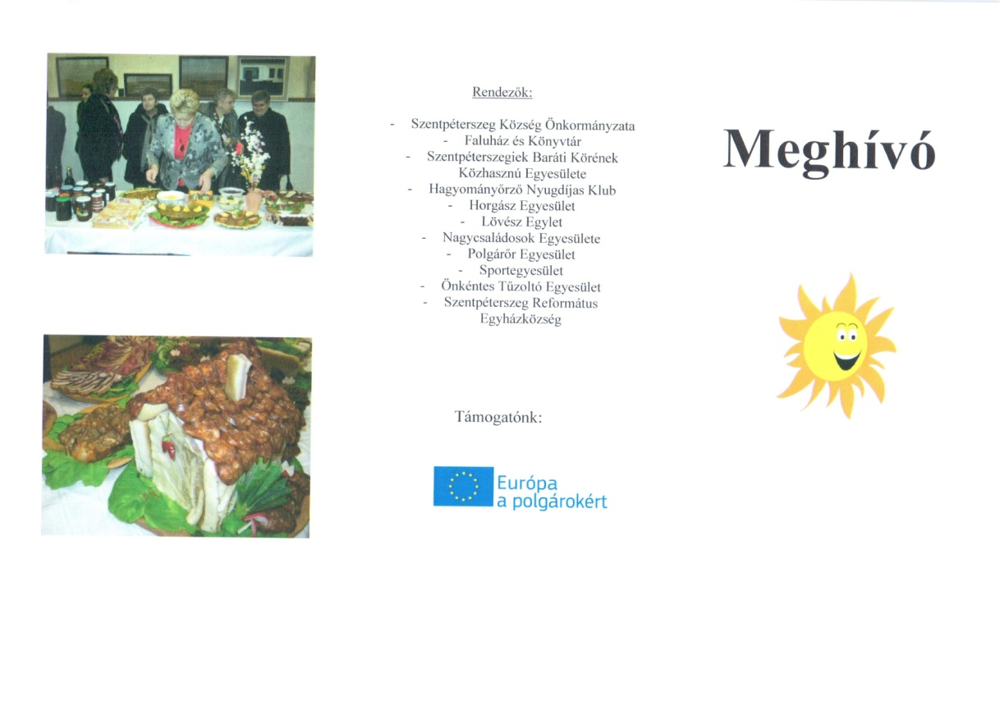 Rendezők:
- Szentpéterszeg Község Önkormányzata
- Faluház és Könyvtár
- Szentpéterszegiek Baráti Körének
Közhasznú Egyesülete
- Hagyományőrző Nyugdíjas Klub
- Horgász Egyesület
- Lövész Egylet
- Nagycsaládosok Egyesülete
- Polgárőr Egyesület
- Sportegyesület
- Önkéntes Tűzoltó Egyesület
- Szentpéterszeg Református
Egyházközség
Támogatónk:
Európa
a polgárokért
Meghívó